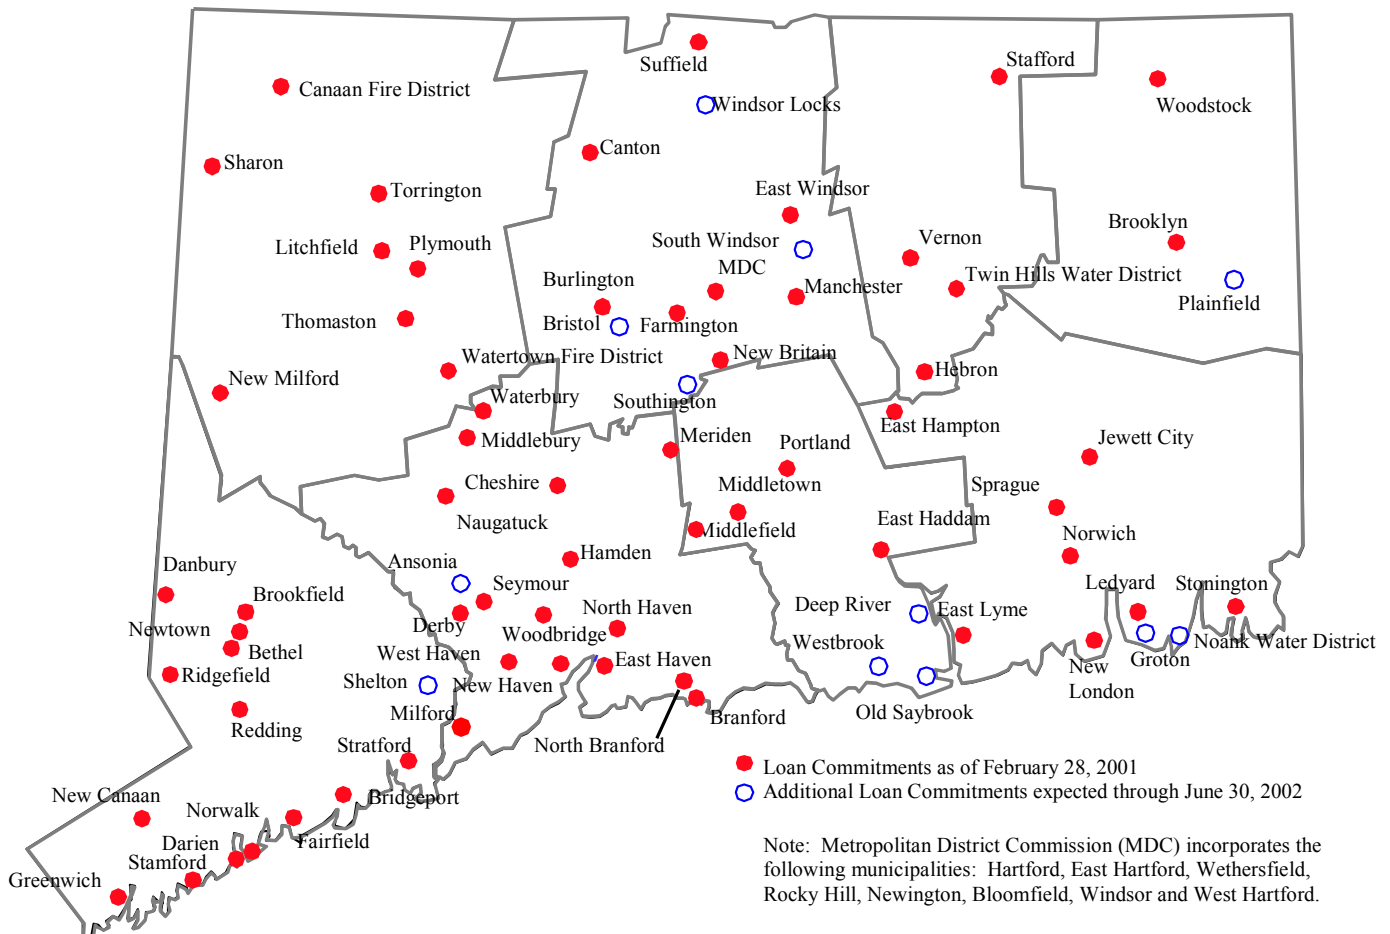 Suffield
Stafford
Canaan Fire District
Windsor Locks
Woodstock
Canton
Sharon
Torrington
East Windsor
Litchfield
Plymouth
South Windsor
MDC
Vernon
Brooklyn
Burlington
Manchester
Twin Hills Water District
Plainfield
Thomaston
Bristol
Farmington
Watertown Fire District
New Britain
New Milford
Hebron
Waterbury
Southington
East Hampton
Middlebury
Meriden
Portland
Jewett City
Cheshire
Middletown
Sprague
Naugatuck
Middlefield
East Haddam
Norwich
Hamden
Danbury
Ansonia
Seymour
Ledyard
Stonington
Brookfield
North Haven
Deep River
East Lyme
Newtown
Derby
Woodbridge
Westbrook
Noank Water District
Bethel
West Haven
East Haven
New
London
Groton
Ridgefield
Shelton
New Haven
Redding
Milford
Branford
Old Saybrook
Stratford
North Branford
Loan Commitments as of February 28, 2001
Additional Loan Commitments expected through June 30, 2002
New Canaan
Norwalk
Bridgeport
Darien
Fairfield
Stamford
Greenwich
Note:  Metropolitan District Commission (MDC) incorporates the
following municipalities:  Hartford, East Hartford, Wethersfield,
Rocky Hill, Newington, Bloomfield, Windsor and West Hartford.